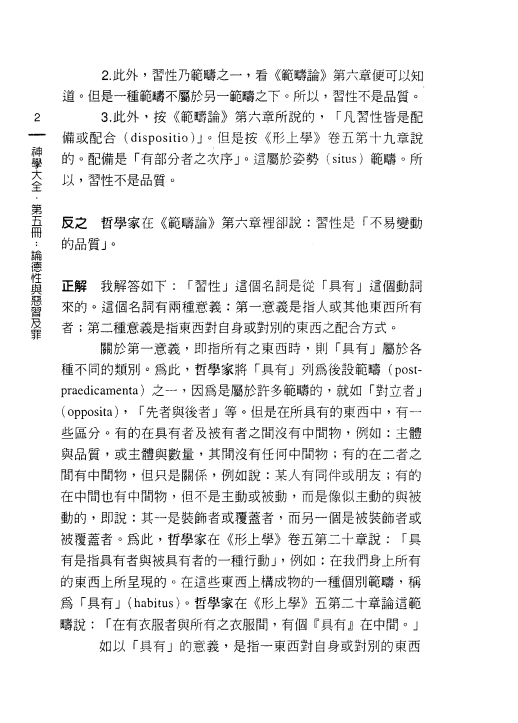 2
神學大全．第五冊：論德性與惡習及罪
2.此外，習性乃範疇之一，看《範疇論》第六章便可以知
道。但是一種範疇不屬於另一範疇之下。所以，習性不是品質。
3.此外，按《範疇論》第六章所說的，「凡習性皆是配
備或配合（dispositio）」。但是按《形上學》卷五第十九章說
的。配備是「有部分者之次序」。這屬於姿勢（situs）範疇。所
以，習性不是品質。
反之　哲學家在《範疇論》第六章裡卻說：習性是「不易變動
的品質」。
正解　我解答如下：「習性」這個名詞是從「具有」這個動詞
來的。這個名詞有兩種意義：第一意義是指人或其他東西所有
者；第二種意義是指東西對自身或對別的東西之配合方式。
關於第一意義，即指所有之東西時，則「具有」屬於各
種不同的類別。爲此，哲學家將「具有」列爲後設範疇（post-
praedicamenta）之一，因爲是屬於許多範疇的，就如「對立者」
（opposita），「先者與後者」等。但是在所具有的東西中，有一
些區分。有的在具有者及被有者之間沒有中間物，例如：主體
與品質，或主體與數量，其間沒有任何中間物；有的在二者之
間有中間物，但只是關係，例如說：某人有同伴或朋友；有的
在中間也有中間物，但不是主動或被動，而是像似主動的與被
動的，即說：其一是裝飾者或覆蓋者，而另一個是被裝飾者或
被覆蓋者。爲此，哲學家在《形上學》卷五第二十章說：「具
有是指具有者與被具有者的一種行動」，例如：在我們身上所有
的東西上所呈現的。在這些東西上構成物的一種個別範疇，稱
爲「具有」（habitus）。哲學家在《形上學》五第二十章論這範
疇說：「在有衣服者與所有之衣服間，有個『具有』在中間。」
如以「具有」的意義，是指一東西對自身或對別的東西